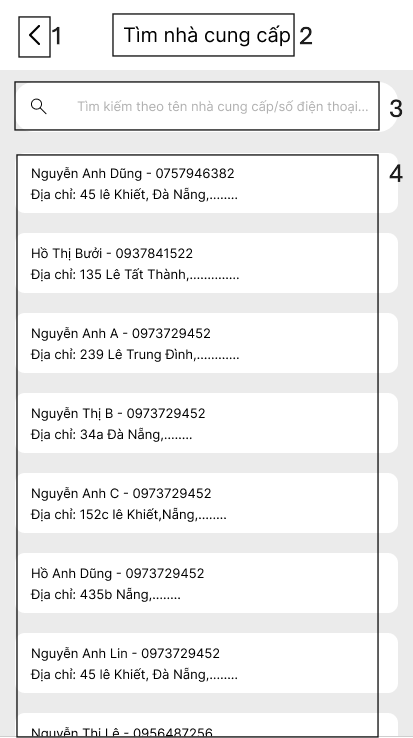 1 Tìm nhà cung cấp 2
Tìm kiếm theo tên nhà cung cấp/số điện thoại... 3
4
Nguyễn Anh Dũng - 0757946382
Địa chỉ: 45 lê Khiết, Đà Nẵng,........
Hồ Thị Bưởi - 0937841522
Địa chỉ: 135 Lê Tất Thành,..............
Nguyễn Anh A - 0973729452
Địa chỉ: 239 Lê Trung Đình,............
Nguyễn Thị B - 0973729452
Địa chỉ: 34a Đà Nẵng,........
Nguyễn Anh C - 0973729452
Địa chỉ: 152c lê Khiết,Nẵng,........
Hồ Anh Dũng - 0973729452
Địa chỉ: 435b Nẵng,........
Nguyễn Anh Lin - 0973729452
Địa chỉ: 45 lê Khiết, Đà Nẵng,........
Nguyễn Thị Lê - 0956487256